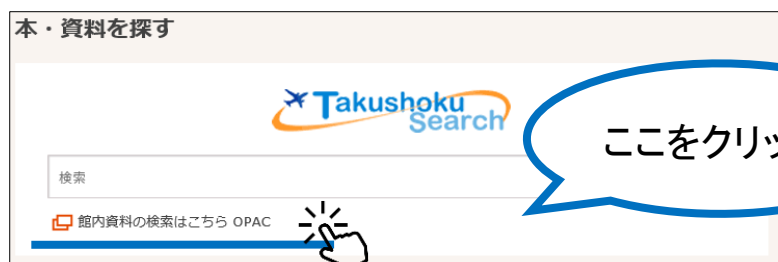 本・資料を探す
Takushoku
Search
検索
館内資料の検索はこちら OPAC
ここをクリッ